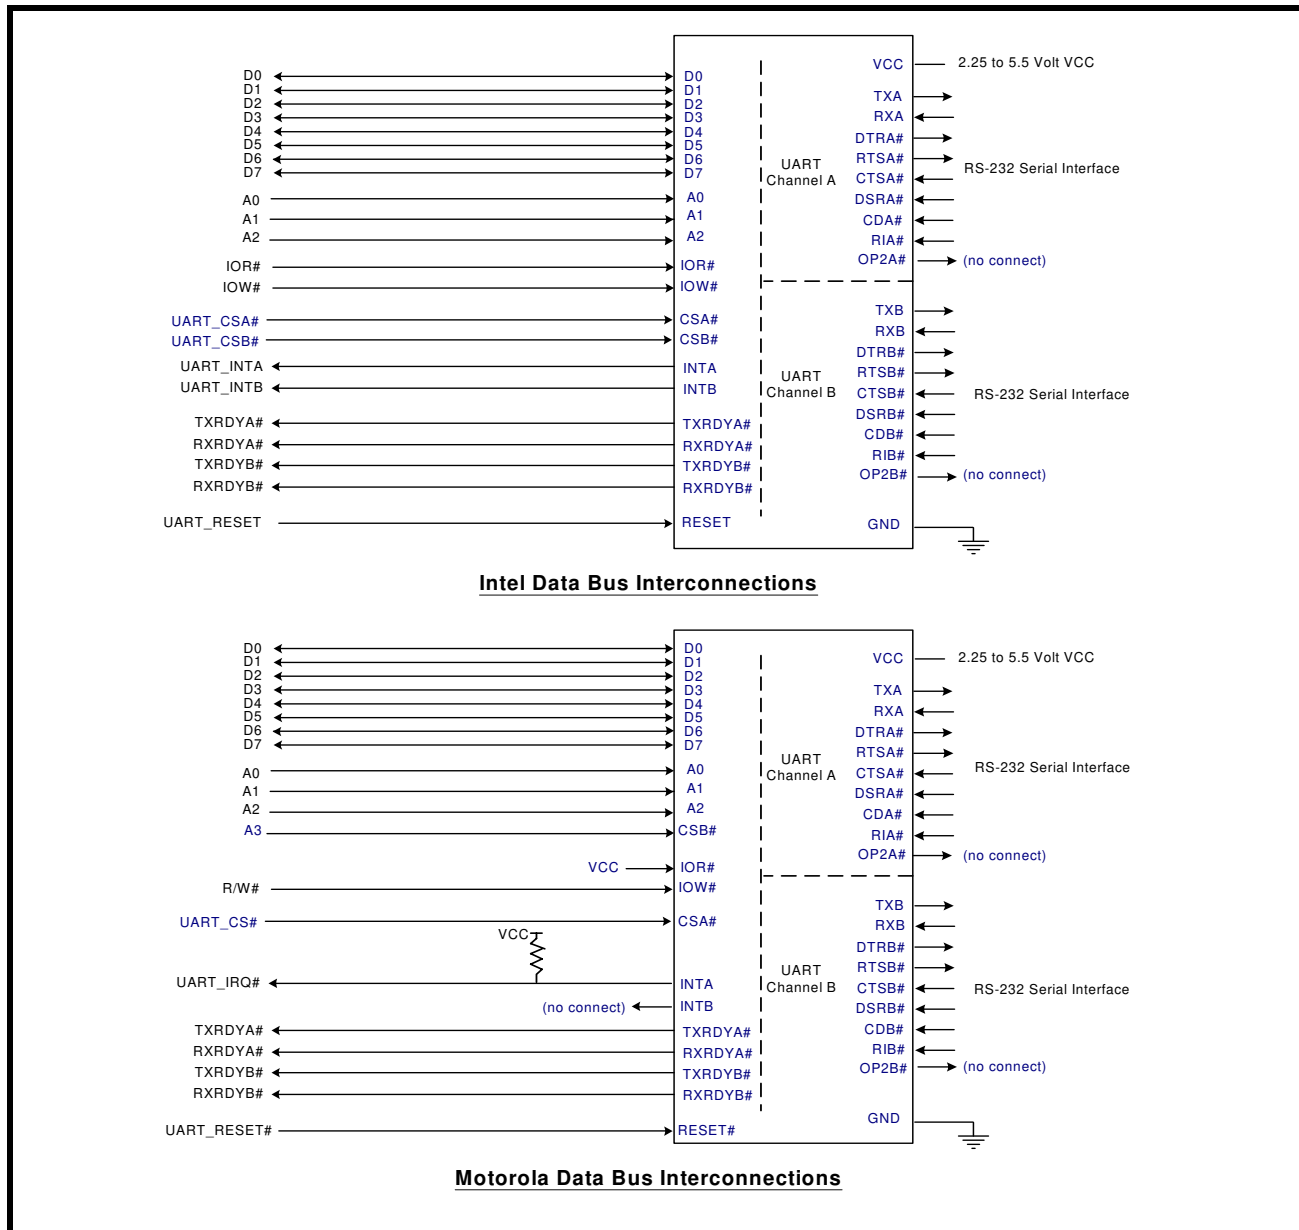 D0 D0
D1 D1
D2 D2
D3 D3
D4 D4
D5 D5
D6 D6
D7 D7
A0 A0
A1 A1
A2 A2
IOR# IOR#
IOW# IOW#
UART_CSA# CSA#
UART_CSB# CSB#
UART_INTA INTA
UART_INTB INTB
TXRDYA# TXRDYA#
RXRDYA# RXRDYA#
TXRDYB# TXRDYB#
RXRDYB# RXRDYB#
UART_RESET RESET
UART
Channel A
UART
Channel B
VCC 2.25 to 5.5 Volt VCC
TXA
RXA
DTRA#
RTSA#
RS-232 Serial Interface
CTSA#
DSRA#
CDA#
RIA#
OP2A# (no connect)
TXB
RXB
DTRB#
RTSB#
CTSB# RS-232 Serial Interface
DSRB#
CDB#
RIB#
OP2B# (no connect)
GND
Intel Data Bus Interconnections
D0 D0
D1 D1
D2 D2
D3 D3
D4 D4
D5 D5
D6 D6
D7 D7
A0 A0
A1 A1
A2 A2
A3 CSB#
VCC IOR#
R/W# IOW#
UART_CS# CSA#
VCC
UART_IRQ# INTA
(no connect) INTB
TXRDYA# TXRDYA#
RXRDYA# RXRDYA#
TXRDYB# TXRDYB#
RXRDYB# RXRDYB#
UART_RESET# RESET#
UART
Channel A
UART
Channel B
VCC 2.25 to 5.5 Volt VCC
TXA
RXA
DTRA#
RTSA#
RS-232 Serial Interface
CTSA#
DSRA#
CDA#
RIA#
OP2A# (no connect)
TXB
RXB
DTRB#
RTSB#
CTSB# RS-232 Serial Interface
DSRB#
CDB#
RIB#
OP2B# (no connect)
GND
Motorola Data Bus Interconnections